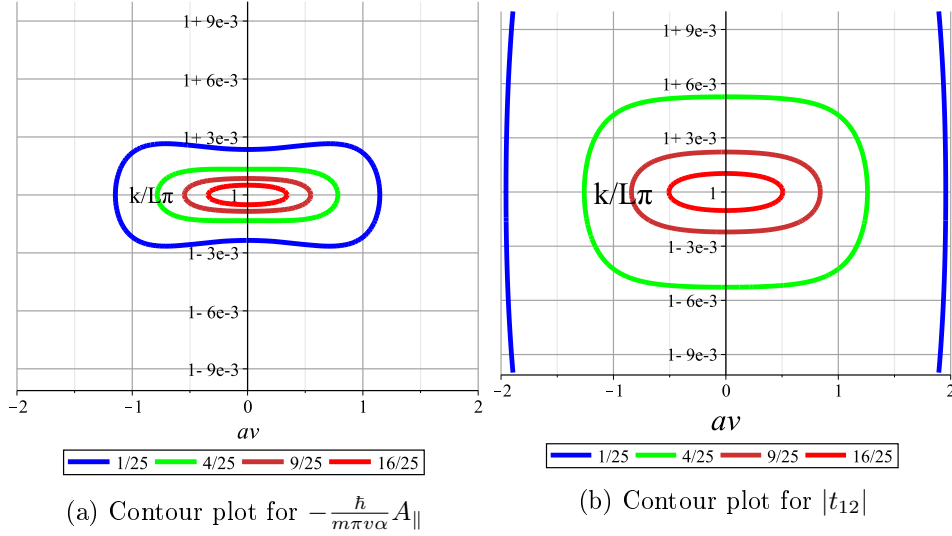 1+ 9e-3
1+ 6e-3
1+ 3e-3
k/Lπ
1
1- 3e-3
1- 6e-3
1- 9e-3
−2 −1 0 1 2
av
1/25 4/25 9/25 16/25
(a) Contour plot for −ħ/(mπvα) A∥
1+ 9e-3
1+ 6e-3
1+ 3e-3
k/Lπ
1
1- 3e-3
1- 6e-3
1- 9e-3
−2 −1 0 1 2
av
1/25 4/25 9/25 16/25
(b) Contour plot for |t₁₂|